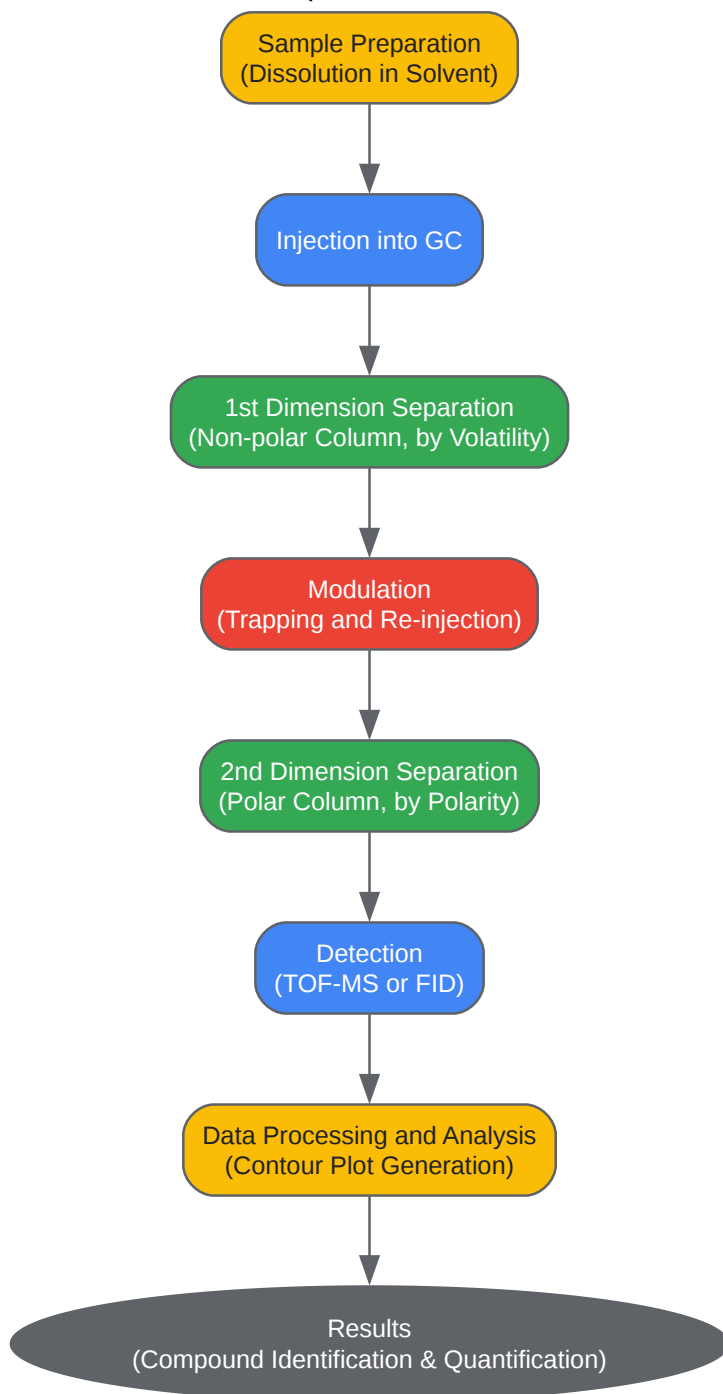 Sample Preparation
(Dissolution in Solvent)
Injection into GC
1st Dimension Separation
(Non-polar Column, by Volatility)
Modulation
(Trapping and Re-injection)
2nd Dimension Separation
(Polar Column, by Polarity)
Detection
(TOF-MS or FID)
Data Processing and Analysis
(Contour Plot Generation)
Results
(Compound Identification & Quantification)